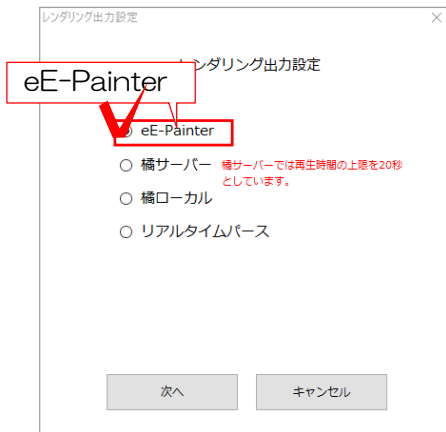 レンダリング出力設定
レンダリング出力設定
eE-Painter
eE-Painter
橘サーバー 橘サーバーでは再生時間の上限を20秒
としています。
橘ローカル
リアルタイムパース
次へ キャンセル